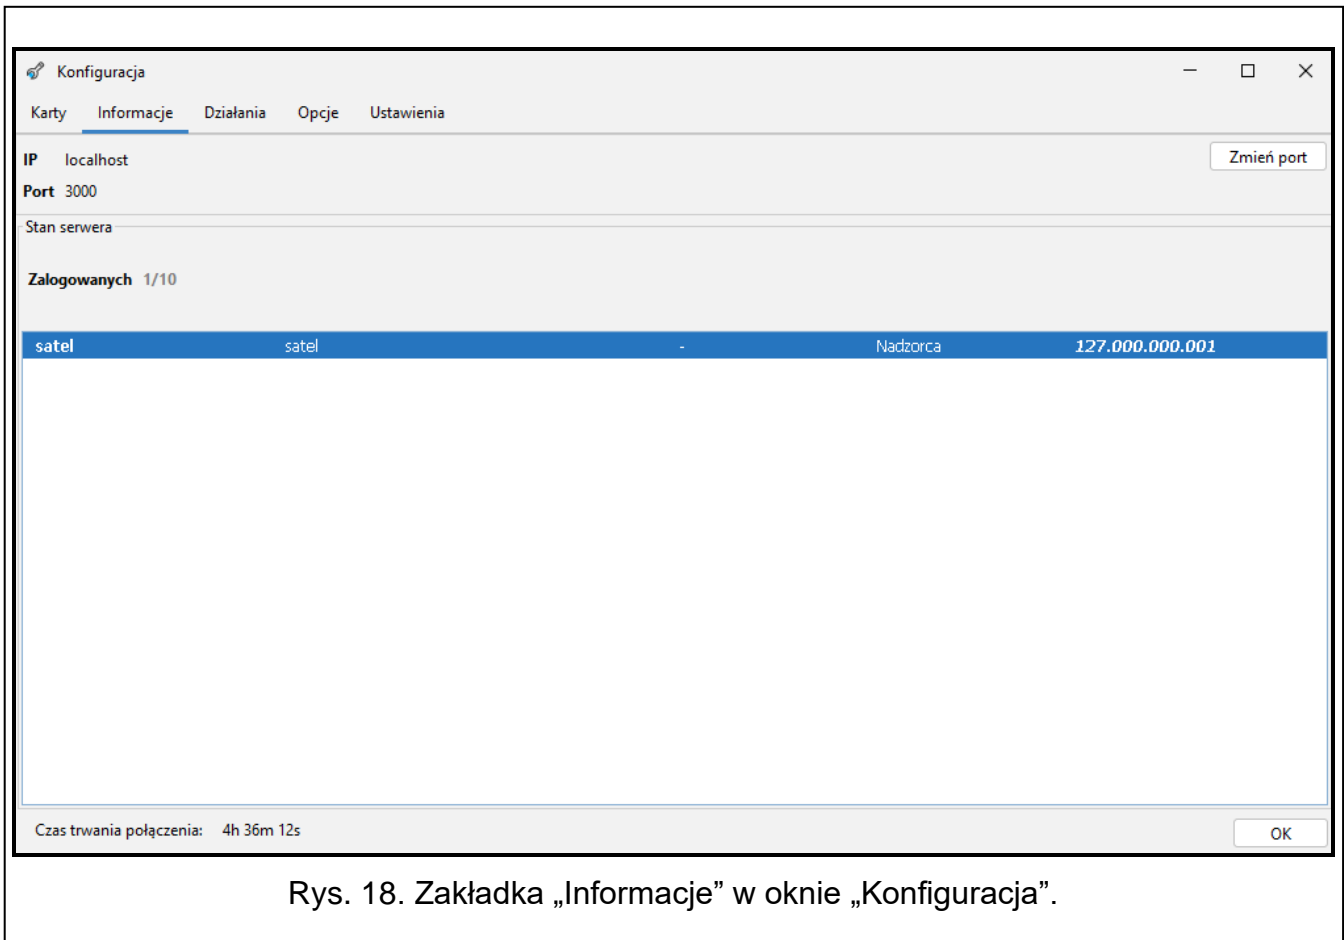 Konfiguracja
Karty Informacje Działania Opcje Ustawienia
IP localhost Zmień port
Port 3000
Stan serwera
Zalogowanych 1/10
satel satel - Nadzorca 127.000.000.001
Czas trwania połączenia: 4h 36m 12s OK
Rys. 18. Zakładka „Informacje” w oknie „Konfiguracja”.